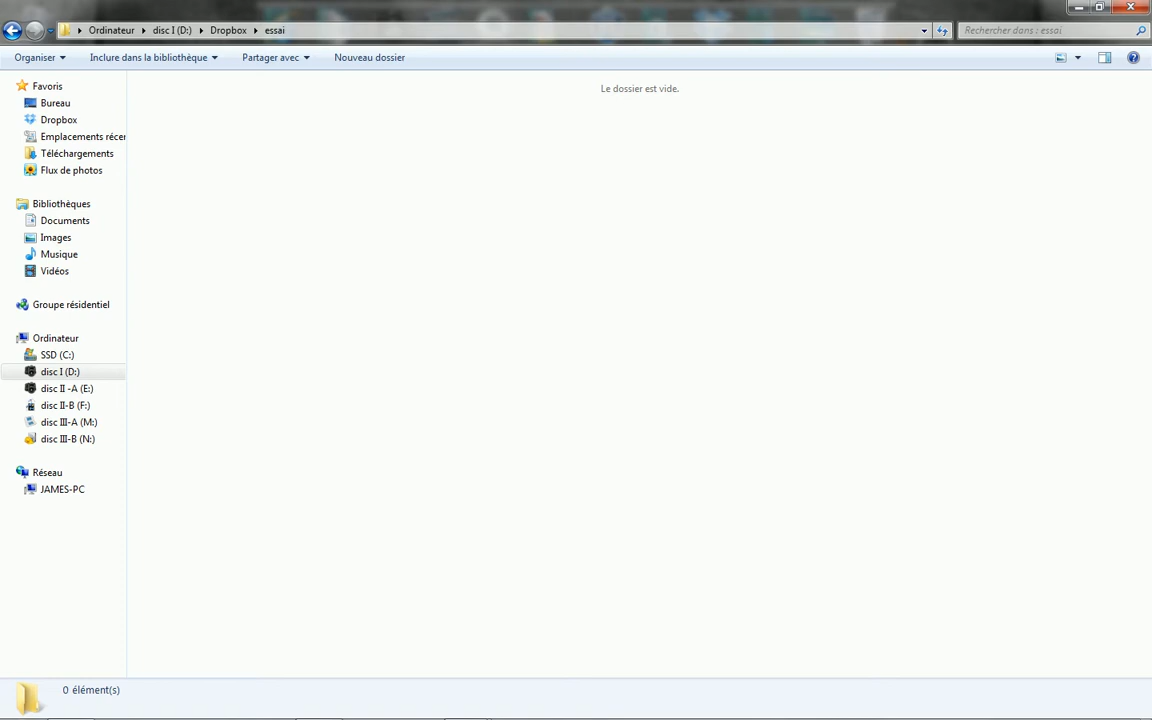 Ordinateur disc I (D:) Dropbox essai
Rechercher dans : essai
Organiser Inclure dans la bibliothèque Partager avec Nouveau dossier
Favoris
Bureau
Dropbox
Emplacements récer
Téléchargements
Flux de photos
Bibliothèques
Documents
Images
Musique
Vidéos
Groupe résidentiel
Ordinateur
SSD (C:)
disc I (D:)
disc II -A (E:)
disc II-B (F:)
disc III-A (M:)
disc III-B (N:)
Réseau
JAMES-PC
Le dossier est vide.
0 élément(s)